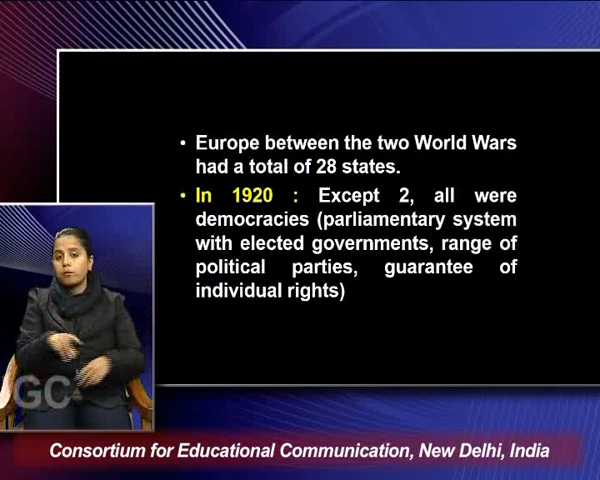 • Europe between the two World Wars
had a total of 28 states.
• In 1920 : Except 2, all were
democracies (parliamentary system
with elected governments, range of
political parties, guarantee of
individual rights)
GC
Consortium for Educational Communication, New Delhi, India